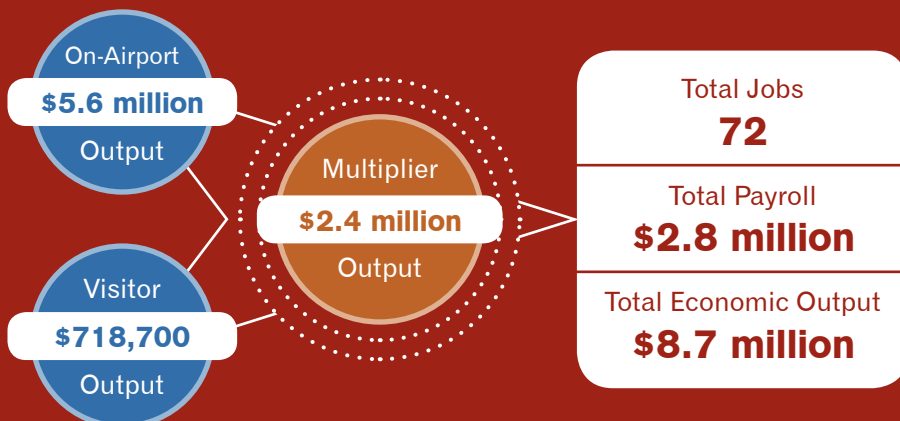 On-Airport
$5.6 million
Output
Visitor
$718,700
Output
Multiplier
$2.4 million
Output
Total Jobs
72
Total Payroll
$2.8 million
Total Economic Output
$8.7 million